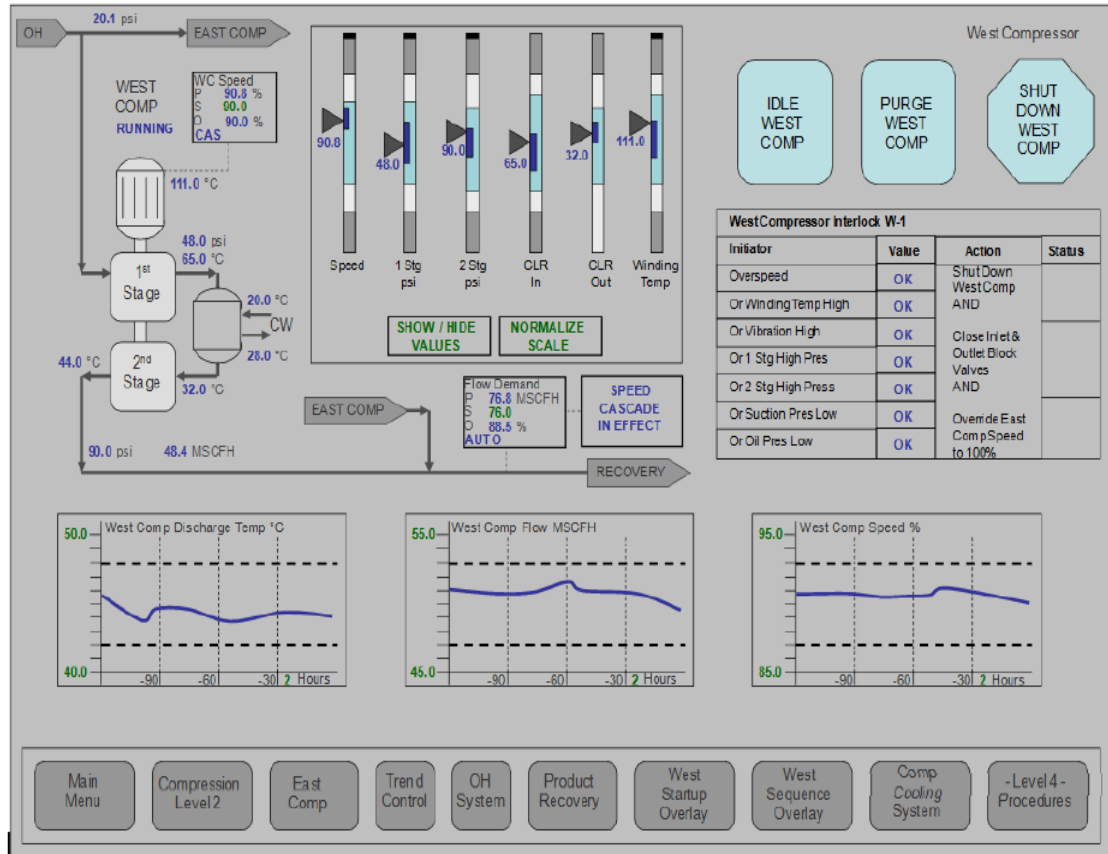 OH
20.1 psi
EAST COMP
West Compressor
WEST
COMP
RUNNING
WC Speed
P 90.8 %
S 90.0
O 90.0 %
CAS
111.0 °C
48.0 psi
65.0 °C
1st
Stage
20.0 °C
CW
28.0 °C
2nd
Stage
44.0 °C
32.0 °C
90.0 psi 48.4 MSCFH
90.8
48.0
90.0
65.0
32.0
111.0
Speed
1 Stg
psi
2 Stg
psi
CLR
In
CLR
Out
Winding
Temp
SHOW / HIDE
VALUES
NORMALIZE
SCALE
EAST COMP
Flow Demand
P 76.8 MSCFH
S 76.0
O 88.5 %
AUTO
SPEED
CASCADE
IN EFFECT
RECOVERY
IDLE
WEST
COMP
PURGE
WEST
COMP
SHUT
DOWN
WEST
COMP
West Compressor interlock W-1
Initiator Value Action Status
Overspeed OK
Or Winding Temp High OK
Or Vibration High OK
Or 1 Stg High Pres OK
Or 2 Stg High Press OK
Or Suction Pres Low OK
Or Oil Pres Low OK
Shut Down
West Comp
AND
Close Inlet &
Outlet Block
Valves
AND
Override East
Comp Speed
to 100%
West Comp Discharge Temp °C
50.0
40.0
-90 -60 -30 2 Hours
West Comp Flow MSCFH
55.0
45.0
-90 -60 -30 2 Hours
West Comp Speed %
95.0
85.0
-90 -60 -30 2 Hours
Main
Menu
Compression
Level 2
East
Comp
Trend
Control
OH
System
Product
Recovery
West
Startup
Overlay
West
Sequence
Overlay
Comp
Cooling
System
-Level 4 -
Procedures